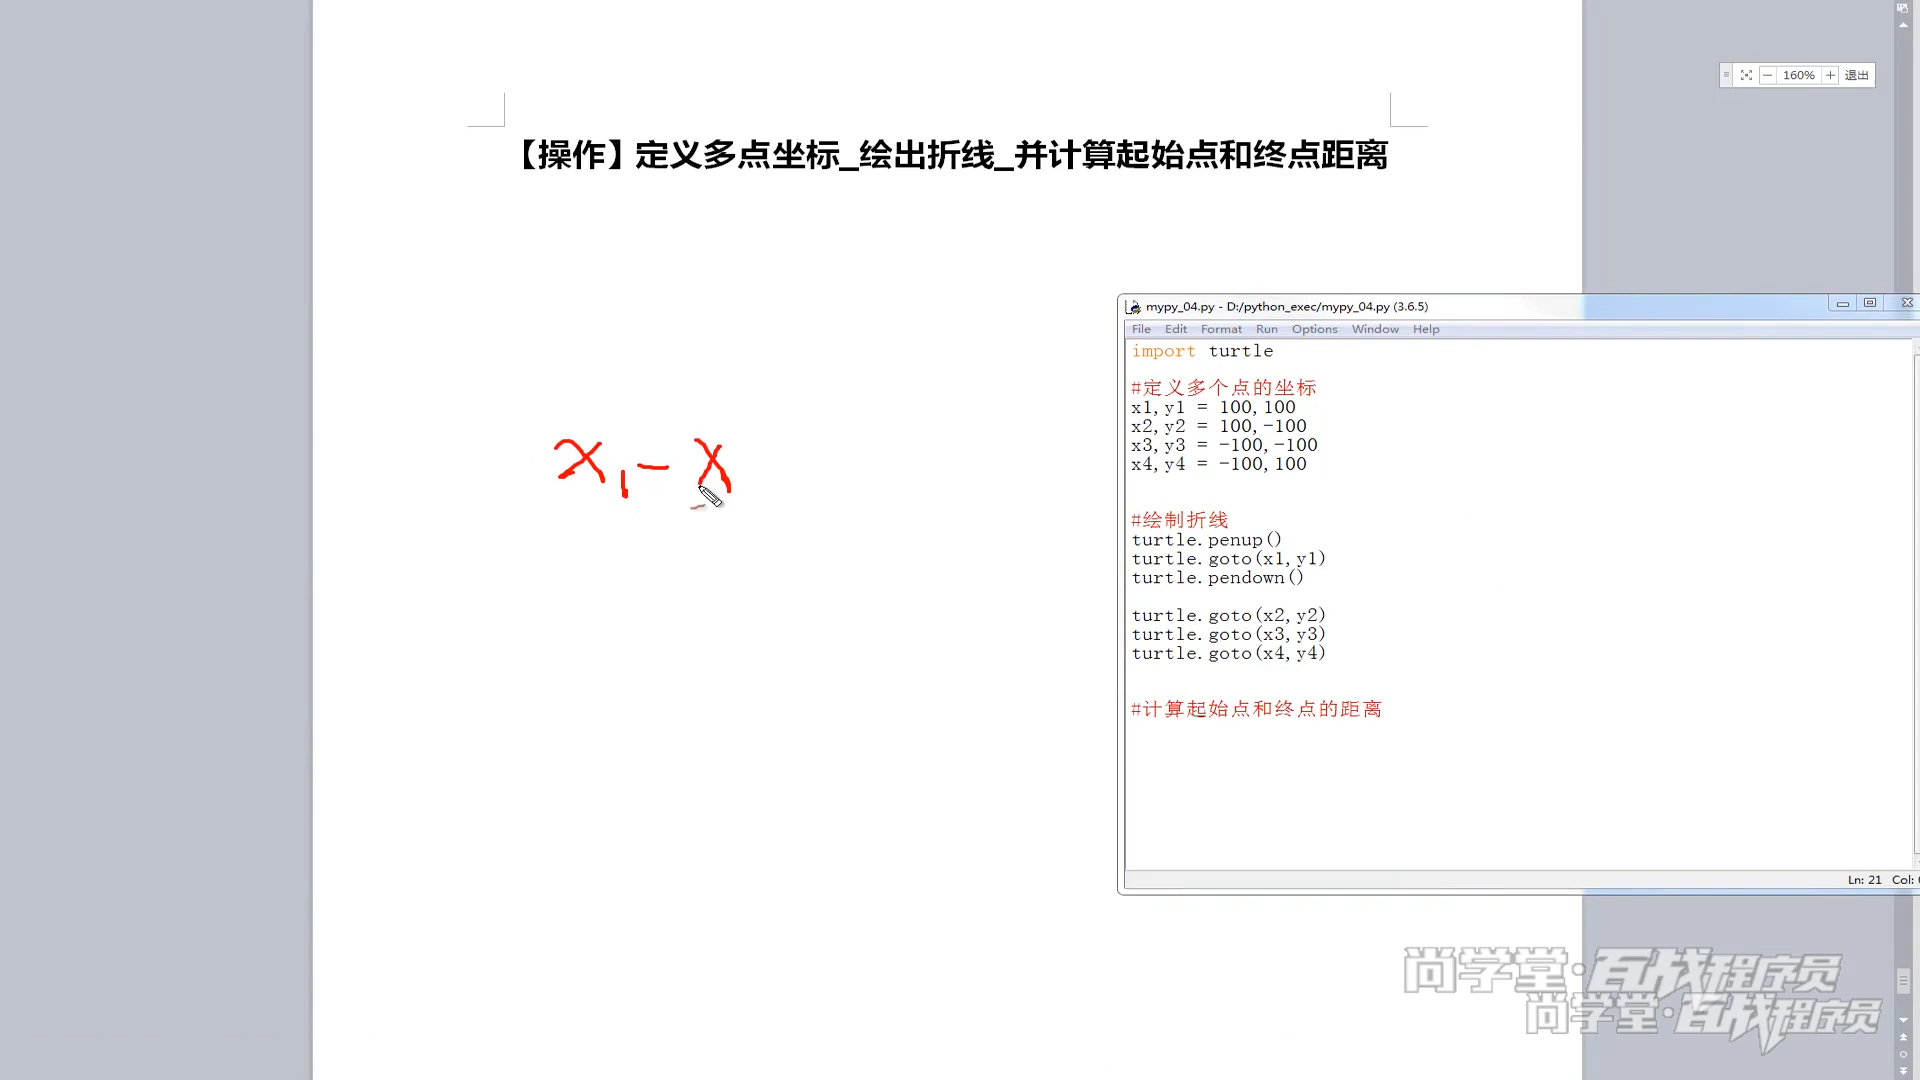 160% 退出
【操作】定义多点坐标_绘出折线_并计算起始点和终点距离
x1-x
mypy_04.py - D:/python_exec/mypy_04.py (3.6.5)
File Edit Format Run Options Window Help
import turtle
#定义多个点的坐标
x1,y1 = 100,100
x2,y2 = 100,-100
x3,y3 = -100,-100
x4,y4 = -100,100
#绘制折线
turtle.penup()
turtle.goto(x1,y1)
turtle.pendown()
turtle.goto(x2,y2)
turtle.goto(x3,y3)
turtle.goto(x4,y4)
#计算起始点和终点的距离
Ln: 21 Col:
尚学堂·百战程序员
尚学堂·百战程序员